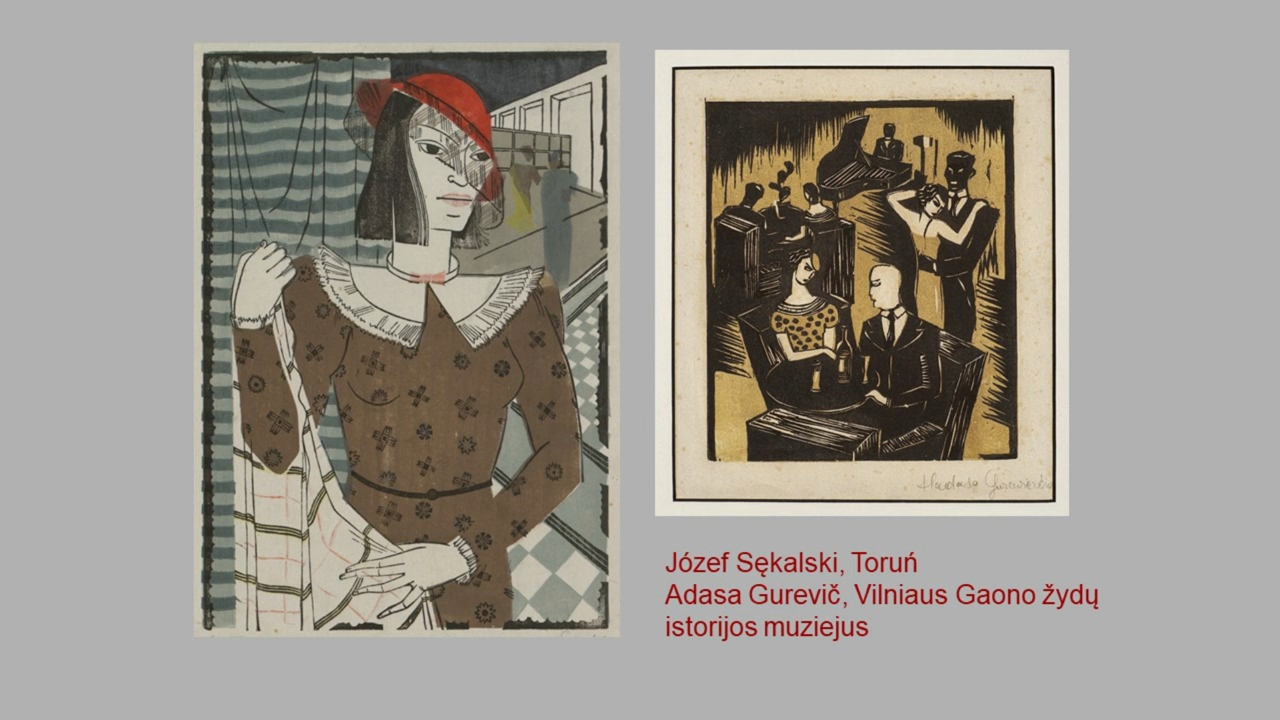 Józef Sękalski, Toruń
Adasa Gurevič, Vilniaus Gaono žydų
istorijos muziejus